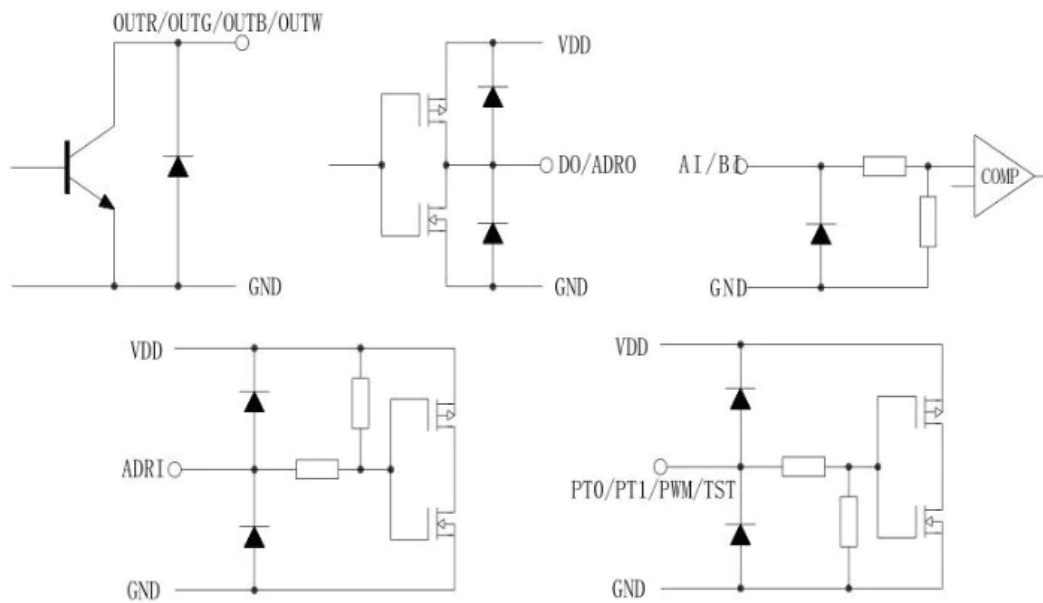 OUTR/OUTG/OUTB/OUTW
GND
VDD
DO/ADRO
GND
AI/BI
COMP
GND
VDD
ADRI
GND
VDD
PT0/PT1/PWM/TST
GND